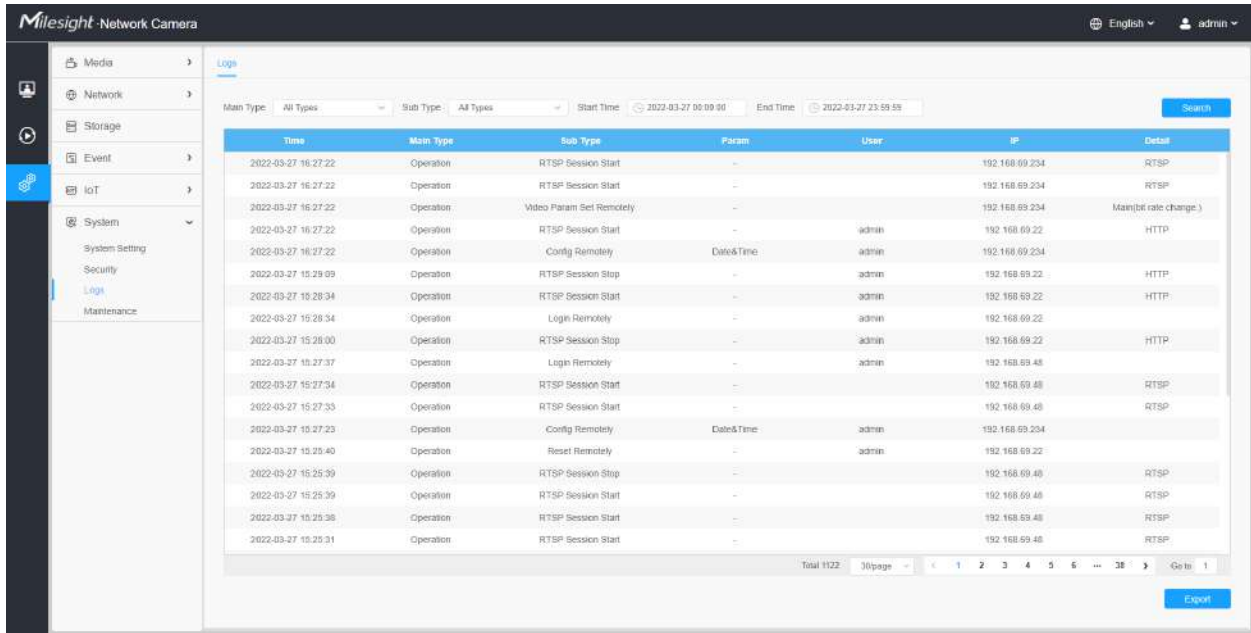 Milesight Network Camera English admin
Media
Network
Storage
Event
IoT
System
System Setting
Security
Logs
Maintenance
Logs
Main Type All Types Sub Type All Types Start Time 2022-03-27 00:00:00 End Time 2022-03-27 23:59:59 Search
Time Main Type Sub Type Param User IP Detail
2022-03-27 16:27:22 Operation RTSP Session Start -- 192.168.69.234 RTSP
2022-03-27 16:27:22 Operation RTSP Session Start -- 192.168.69.234 RTSP
2022-03-27 16:27:22 Operation Video Param Set Remotely -- 192.168.69.234 Main(bit rate change.)
2022-03-27 16:27:22 Operation RTSP Session Start -- admin 192.168.69.22 HTTP
2022-03-27 16:27:22 Operation Config Remotely Date&Time admin 192.168.69.234
2022-03-27 15:29:09 Operation RTSP Session Stop -- admin 192.168.69.22 HTTP
2022-03-27 15:28:34 Operation RTSP Session Start -- admin 192.168.69.22 HTTP
2022-03-27 15:28:34 Operation Login Remotely -- admin 192.168.69.22
2022-03-27 15:28:00 Operation RTSP Session Stop -- admin 192.168.69.22 HTTP
2022-03-27 15:27:37 Operation Login Remotely -- admin 192.168.69.48
2022-03-27 15:27:34 Operation RTSP Session Start -- 192.168.69.48 RTSP
2022-03-27 15:27:33 Operation RTSP Session Start -- 192.168.69.48 RTSP
2022-03-27 15:27:23 Operation Config Remotely Date&Time admin 192.168.69.234
2022-03-27 15:25:40 Operation Reset Remotely -- admin 192.168.69.22
2022-03-27 15:25:39 Operation RTSP Session Stop -- 192.168.69.48 RTSP
2022-03-27 15:25:39 Operation RTSP Session Start -- 192.168.69.48 RTSP
2022-03-27 15:25:36 Operation RTSP Session Start -- 192.168.69.48 RTSP
2022-03-27 15:25:31 Operation RTSP Session Start -- 192.168.69.48 RTSP
Total 1122 30/page 1 2 3 4 5 6 ... 38 Go to 1
Export